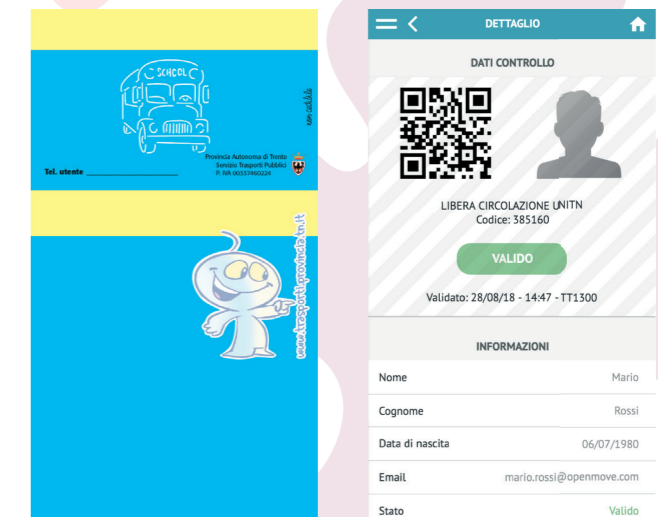 SCHOOL
non cedibile
Provincia Autonoma di Trento
Servizio Trasporti Pubblici
P. IVA 00337460224
Tel. utente
www.trasporti.provincia.tn.it
DETTAGLIO
DATI CONTROLLO
LIBERA CIRCOLAZIONE UNITN
Codice: 385160
VALIDO
Validato: 28/08/18 - 14:47 - TT1300
INFORMAZIONI
Nome Mario
Cognome Rossi
Data di nascita 06/07/1980
Email mario.rossi@openmove.com
Stato Valido